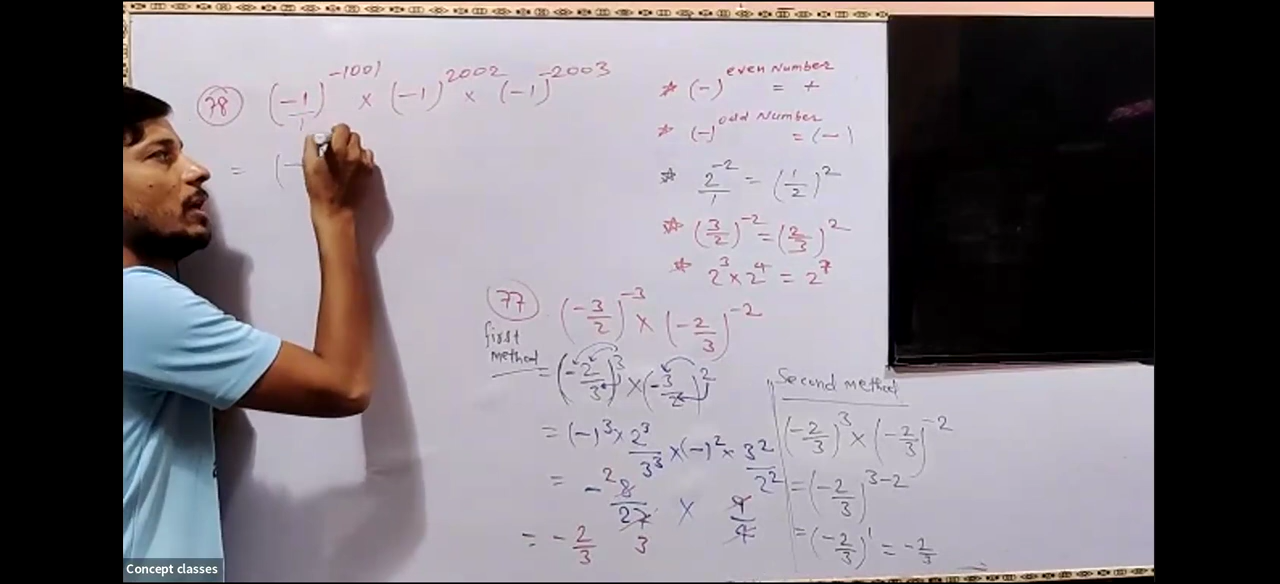 78 (-1/1)^-1001 × (-1)^2002 × (-1)^-2003
= (-
* (-)^even Number = +
* (-)^odd Number = (-)
* 2^-2/1 = (1/2)^2
* (3/2)^-2 = (2/3)^2
* 2^3 × 2^4 = 2^7
77 (-3/2)^-3 × (-2/3)^-2
first method
= (-2/3)^3 × (-3/2)^2
= (-)^3 × 2^3/3^3 × (-)^2 × 3^2/2^2
= -2 8/27 3 × 9/4
= -2/3
Second method
(-2/3)^3 × (-2/3)^-2
= (-2/3)^3-2
= (-2/3)^1 = -2/3
Concept classes